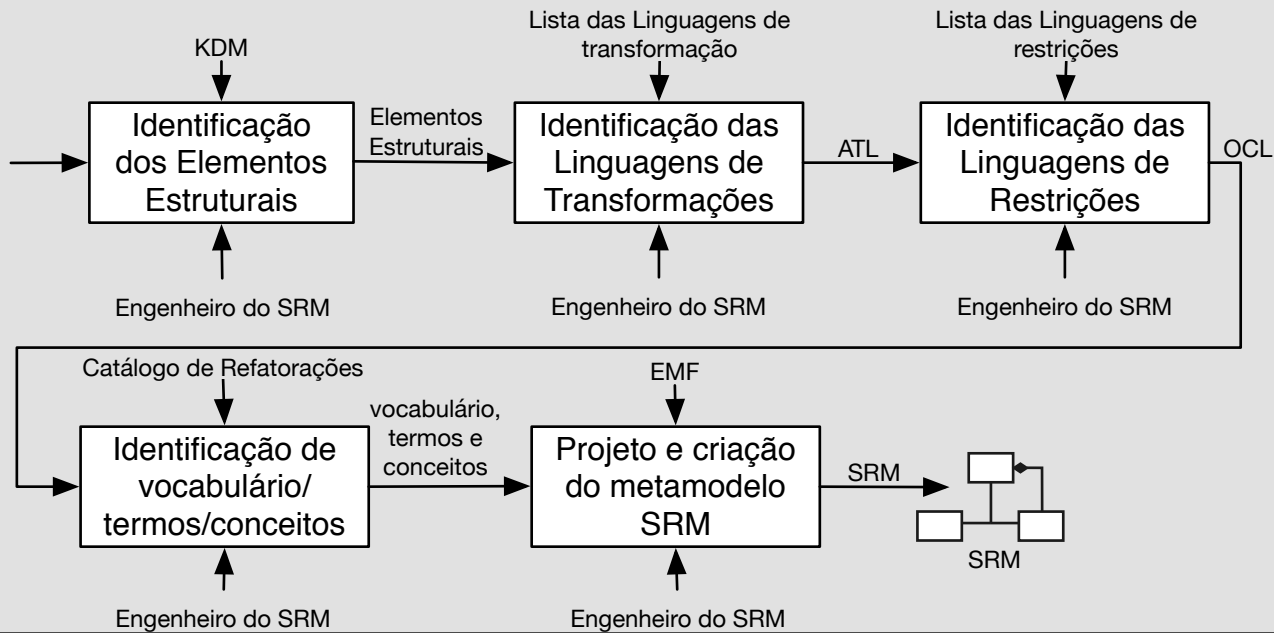 KDM
Lista das Linguagens de
transformação
Lista das Linguagens de
restrições
Identificação
dos Elementos
Estruturais
Elementos
Estruturais
Identificação das
Linguagens de
Transformações
ATL
Identificação das
Linguagens de
Restrições
OCL
Engenheiro do SRM
Engenheiro do SRM
Engenheiro do SRM
Catálogo de Refatorações
EMF
Identificação de
vocabulário/
termos/conceitos
vocabulário,
termos e
conceitos
Projeto e criação
do metamodelo
SRM
SRM
SRM
Engenheiro do SRM
Engenheiro do SRM